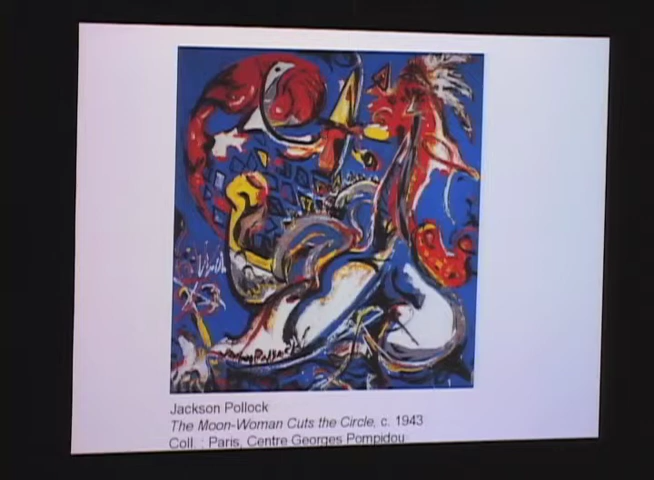 Jackson Pollock
The Moon-Woman Cuts the Circle, c. 1943
Coll. : Paris, Centre Georges Pompidou